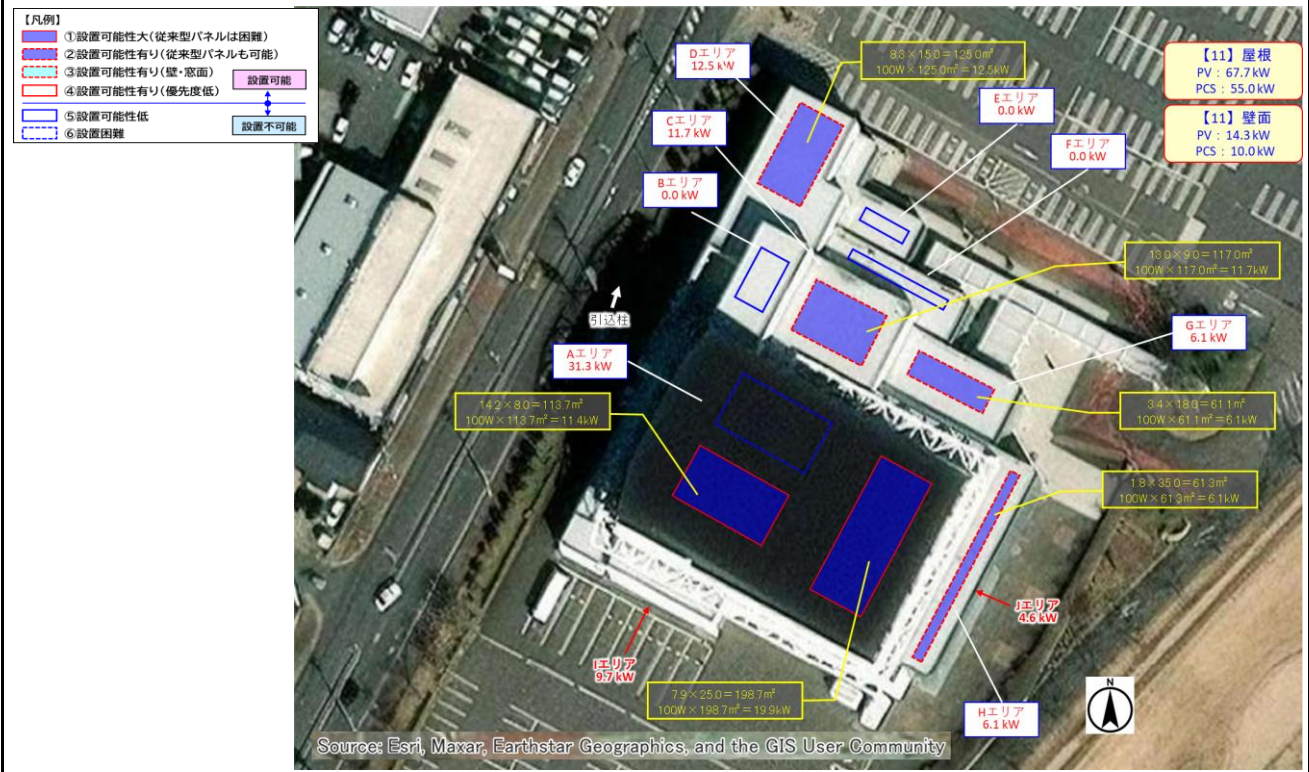 【凡例】
①設置可能性大(従来型パネルは困難)
②設置可能性有り(従来型パネルも可能)
③設置可能性有り(壁・窓面)
④設置可能性有り(優先度低)
⑤設置可能性低
⑥設置困難
設置可能
設置不可能
【11】屋根
PV：67.7kW
PCS：55.0kW
【11】壁面
PV：14.3kW
PCS：10.0kW
Dエリア
12.5 kW
8.3×15.0＝125.0㎡
100W×125.0㎡＝12.5kW
Eエリア
0.0 kW
Cエリア
11.7 kW
Fエリア
0.0 kW
Bエリア
0.0 kW
13.0×9.0＝117.0㎡
100W×117.0㎡＝11.7kW
引込柱
Gエリア
6.1 kW
Aエリア
31.3 kW
14.2×8.0＝113.7㎡
100W×113.7㎡＝11.4kW
3.4×18.0＝61.1㎡
100W×61.1㎡＝6.1kW
1.8×35.0＝61.3㎡
100W×61.3㎡＝6.1kW
Jエリア
4.6 kW
Iエリア
9.7 kW
7.9×25.0＝198.7㎡
100W×198.7㎡＝19.9kW
Hエリア
6.1 kW
N
Source: Esri, Maxar, Earthstar Geographics, and the GIS User Community